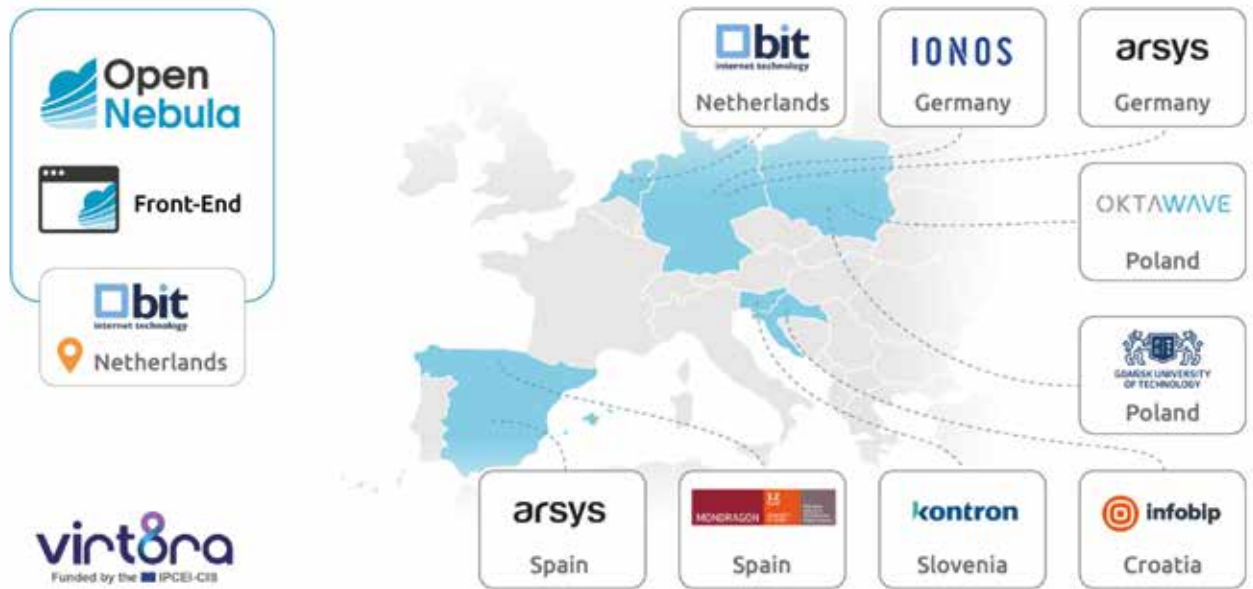 Open
Nebula
Front-End
bit
internet technology
Netherlands
virt8ra
Funded by the IPCEI-CIS
bit
internet technology
Netherlands
IONOS
Germany
arsys
Germany
OKTAWAVE
Poland
GDAŃSK UNIVERSITY
OF TECHNOLOGY
Poland
arsys
Spain
MONDRAGON
Spain
kontron
Slovenia
infobip
Croatia